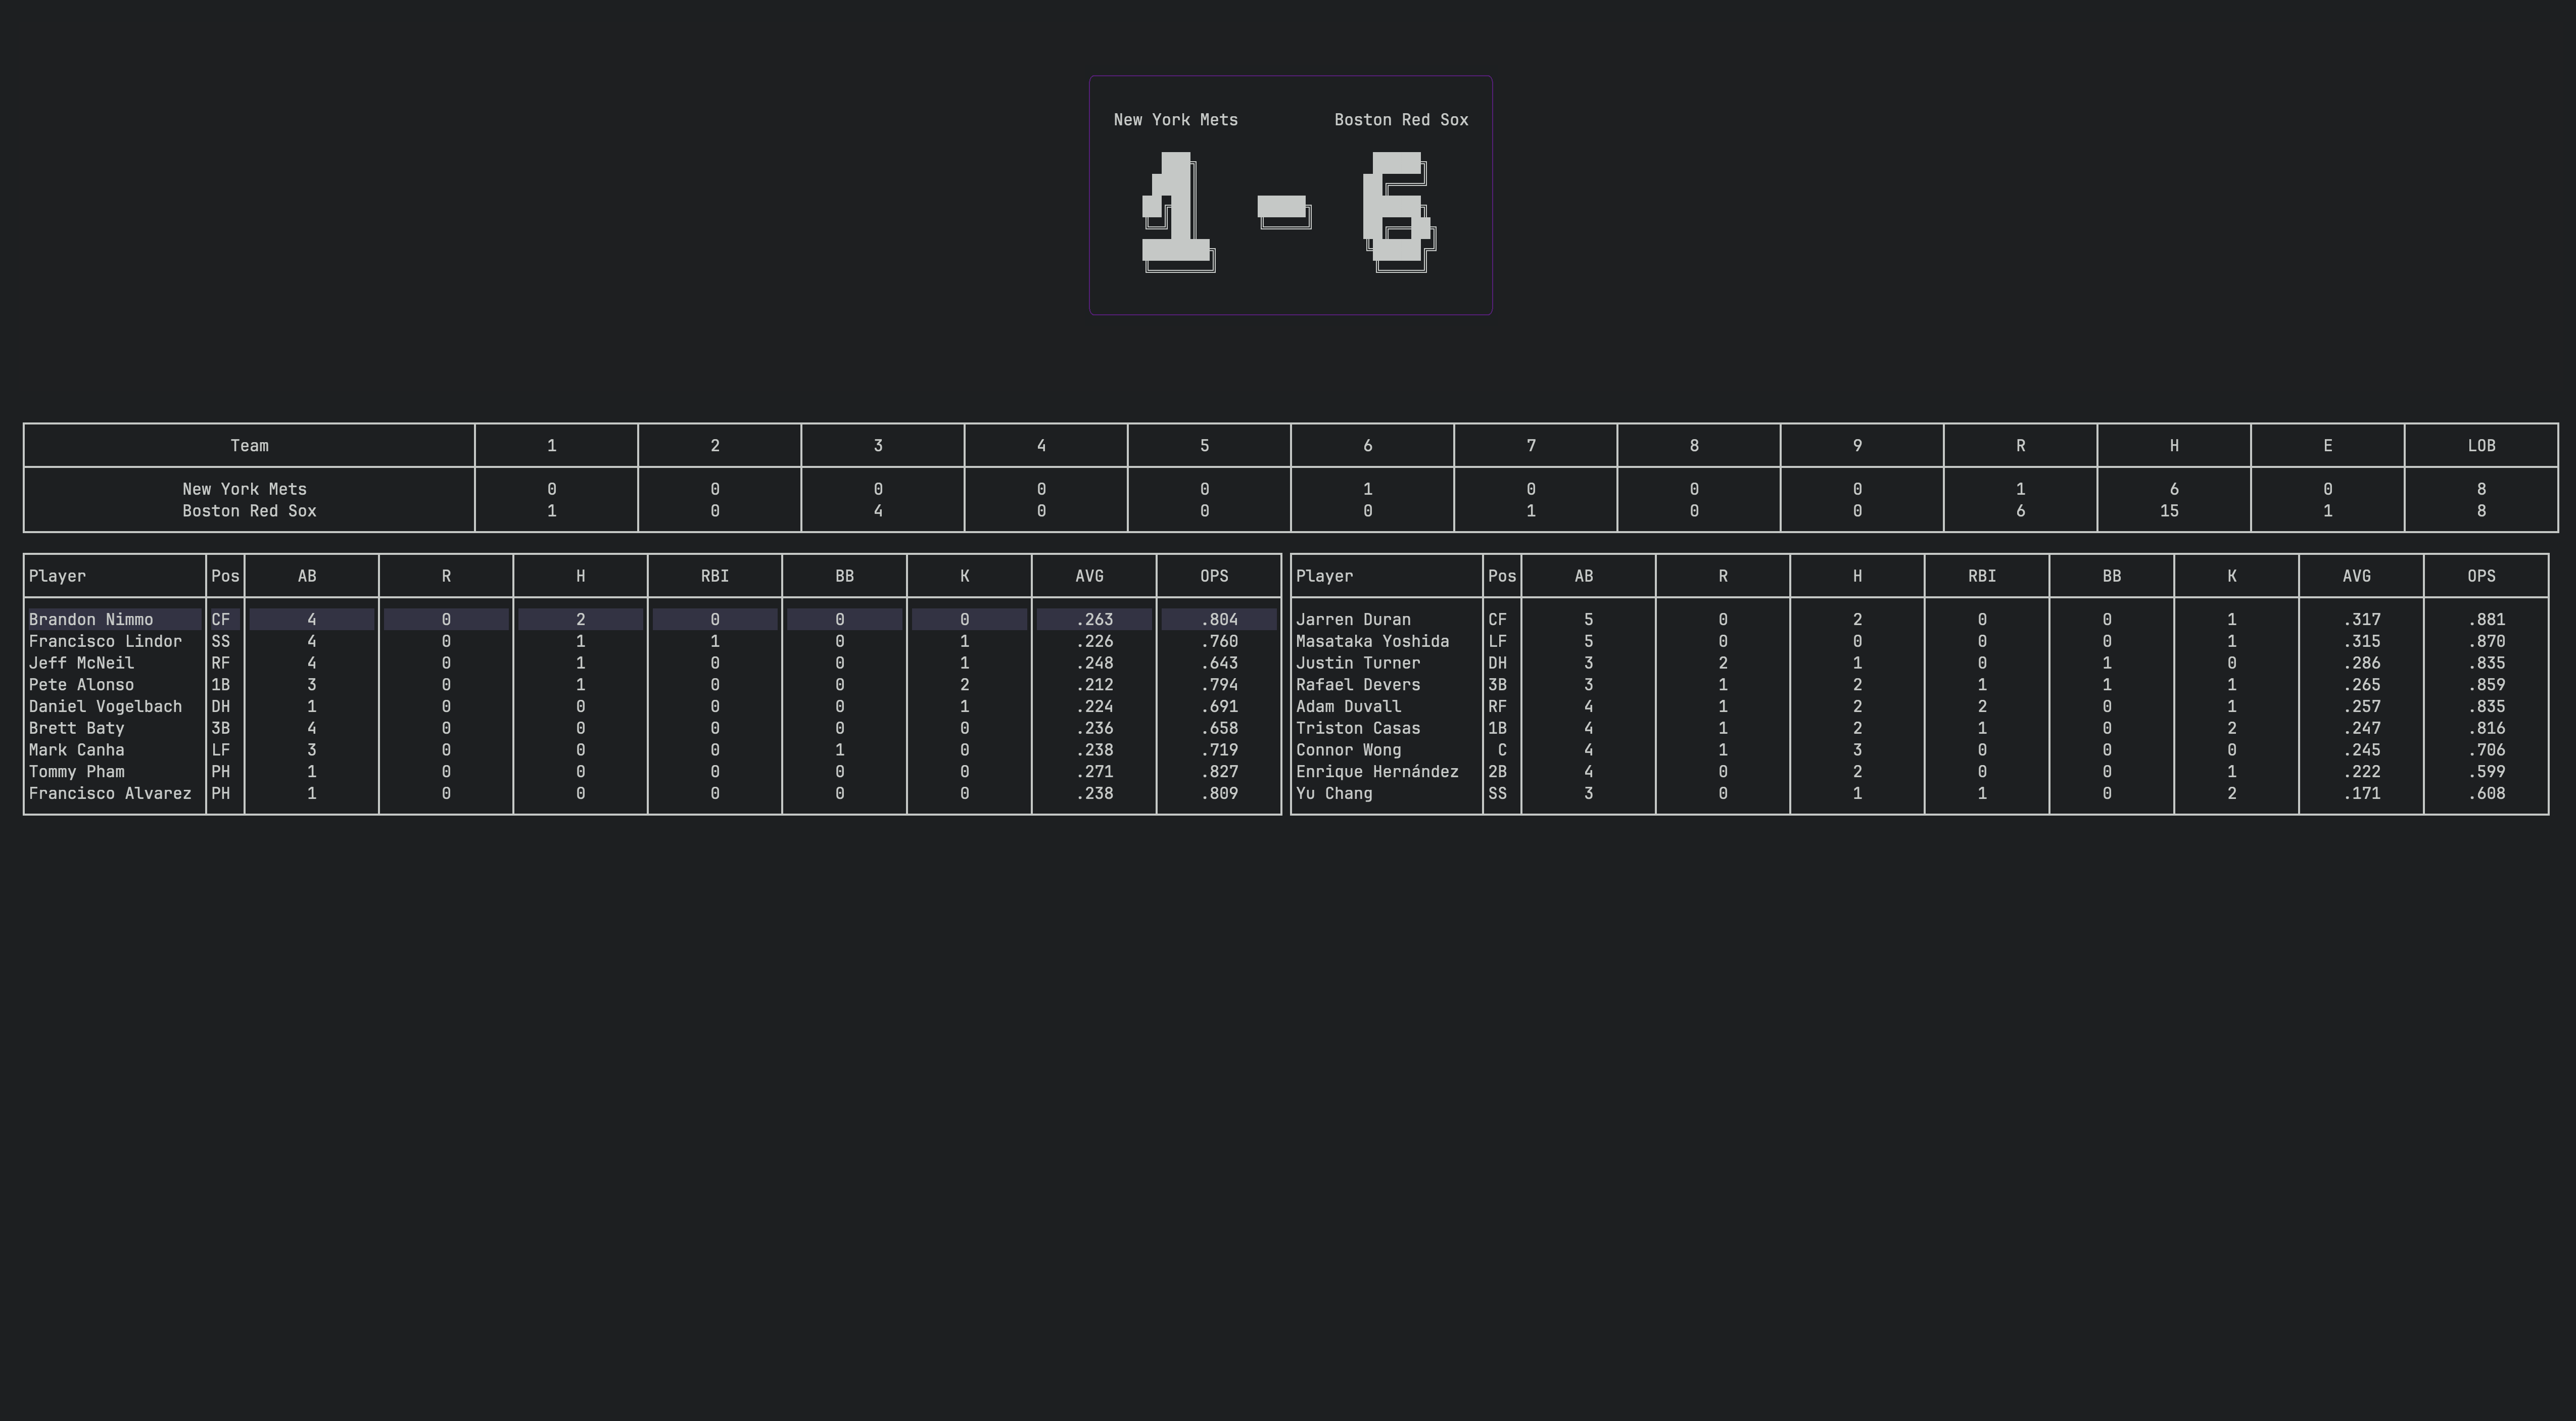 New York Mets Boston Red Sox
1 - 6
Team 1 2 3 4 5 6 7 8 9 R H E LOB
New York Mets 0 0 0 0 0 1 0 0 0 1 6 0 8
Boston Red Sox 1 0 4 0 0 0 1 0 0 6 15 1 8
Player Pos AB R H RBI BB K AVG OPS
Brandon Nimmo CF 4 0 2 0 0 0 .263 .804
Francisco Lindor SS 4 0 1 1 0 1 .226 .760
Jeff McNeil RF 4 0 1 0 0 1 .248 .643
Pete Alonso 1B 3 0 1 0 0 2 .212 .794
Daniel Vogelbach DH 1 0 0 0 0 1 .224 .691
Brett Baty 3B 4 0 0 0 0 0 .236 .658
Mark Canha LF 3 0 0 0 1 0 .238 .719
Tommy Pham PH 1 0 0 0 0 0 .271 .827
Francisco Alvarez PH 1 0 0 0 0 0 .238 .809
Player Pos AB R H RBI BB K AVG OPS
Jarren Duran CF 5 0 2 0 0 1 .317 .881
Masataka Yoshida LF 5 0 0 0 0 1 .315 .870
Justin Turner DH 3 2 1 0 1 0 .286 .835
Rafael Devers 3B 3 1 2 1 1 1 .265 .859
Adam Duvall RF 4 1 2 2 0 1 .257 .835
Triston Casas 1B 4 1 2 1 0 2 .247 .816
Connor Wong C 4 1 3 0 0 0 .245 .706
Enrique Hernández 2B 4 0 2 0 0 1 .222 .599
Yu Chang SS 3 0 1 1 0 2 .171 .608